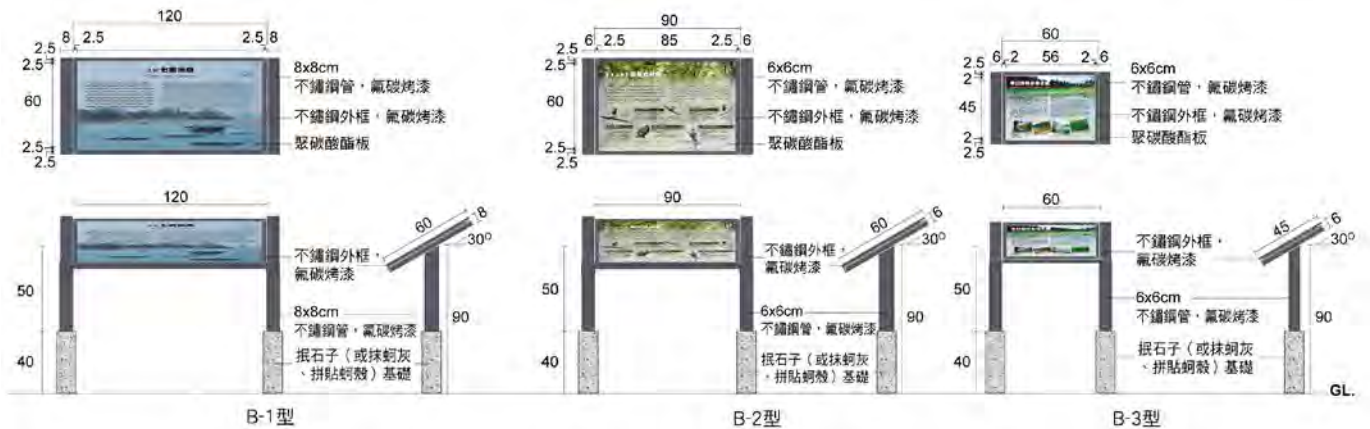 120
8 2.5 2.5 8
2.5
2.5
60
2.5
2.5
8x8cm
不鏽鋼管，氟碳烤漆
不鏽鋼外框，氟碳烤漆
聚碳酸酯板
90
6 2.5 85 2.5 6
2.5
2.5
60
2.5
2.5
6x6cm
不鏽鋼管，氟碳烤漆
不鏽鋼外框，氟碳烤漆
聚碳酸酯板
60
6 2 56 2 6
2.5
2
45
2
2.5
6x6cm
不鏽鋼管，氟碳烤漆
不鏽鋼外框，氟碳烤漆
聚碳酸酯板
120
50
40
60
8
30°
不鏽鋼外框，
氟碳烤漆
8x8cm
不鏽鋼管，氟碳烤漆
90
抿石子（或抹蚵灰
、拼貼蚵殼）基礎
B-1型
90
50
40
60
6
30°
不鏽鋼外框，
氟碳烤漆
6x6cm
不鏽鋼管，氟碳烤漆
90
抿石子（或抹蚵灰
、拼貼蚵殼）基礎
B-2型
60
50
40
45
6
30°
不鏽鋼外框，
氟碳烤漆
6x6cm
不鏽鋼管，氟碳烤漆
90
抿石子（或抹蚵灰
、拼貼蚵殼）基礎
B-3型
GL.